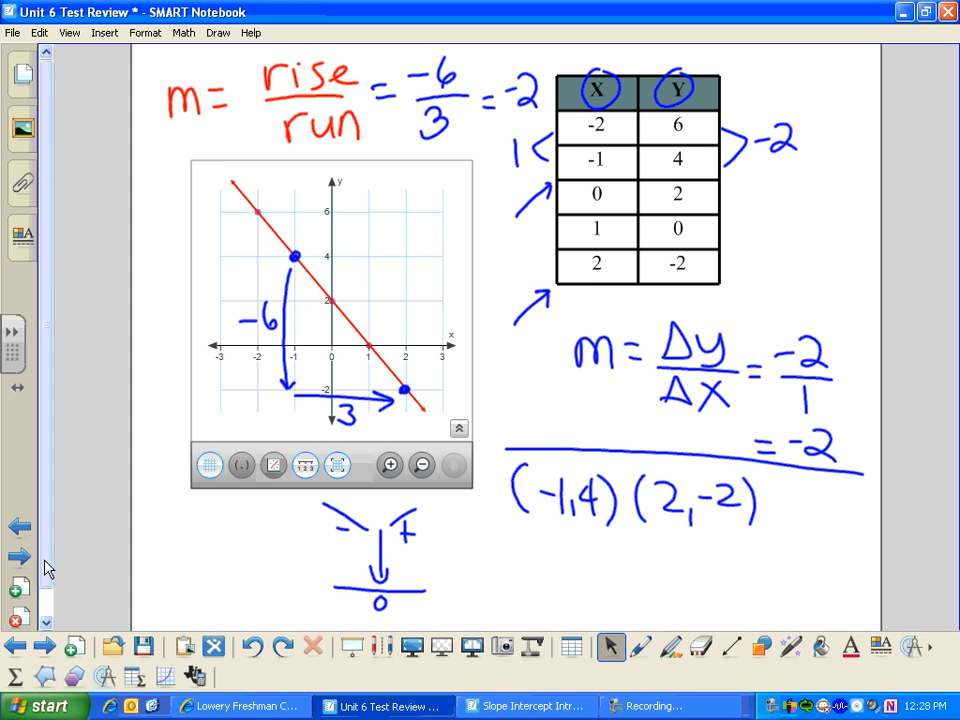 Unit 6 Test Review * - SMART Notebook
File Edit View Insert Format Math Draw Help
m = rise/run = -6/3 = -2
X Y
-2 6
-1 4
0 2
1 0
2 -2
1
-2
y
6
4
2
-2
x
-3 -2 -1 0 1 2 3
-6
3
m = Δy/Δx = -2/1
= -2
(-1,4) (2,-2)
- +
0
start
Lowery Freshman C...
Unit 6 Test Review ...
Slope Intercept Intr...
Recording...
12:28 PM